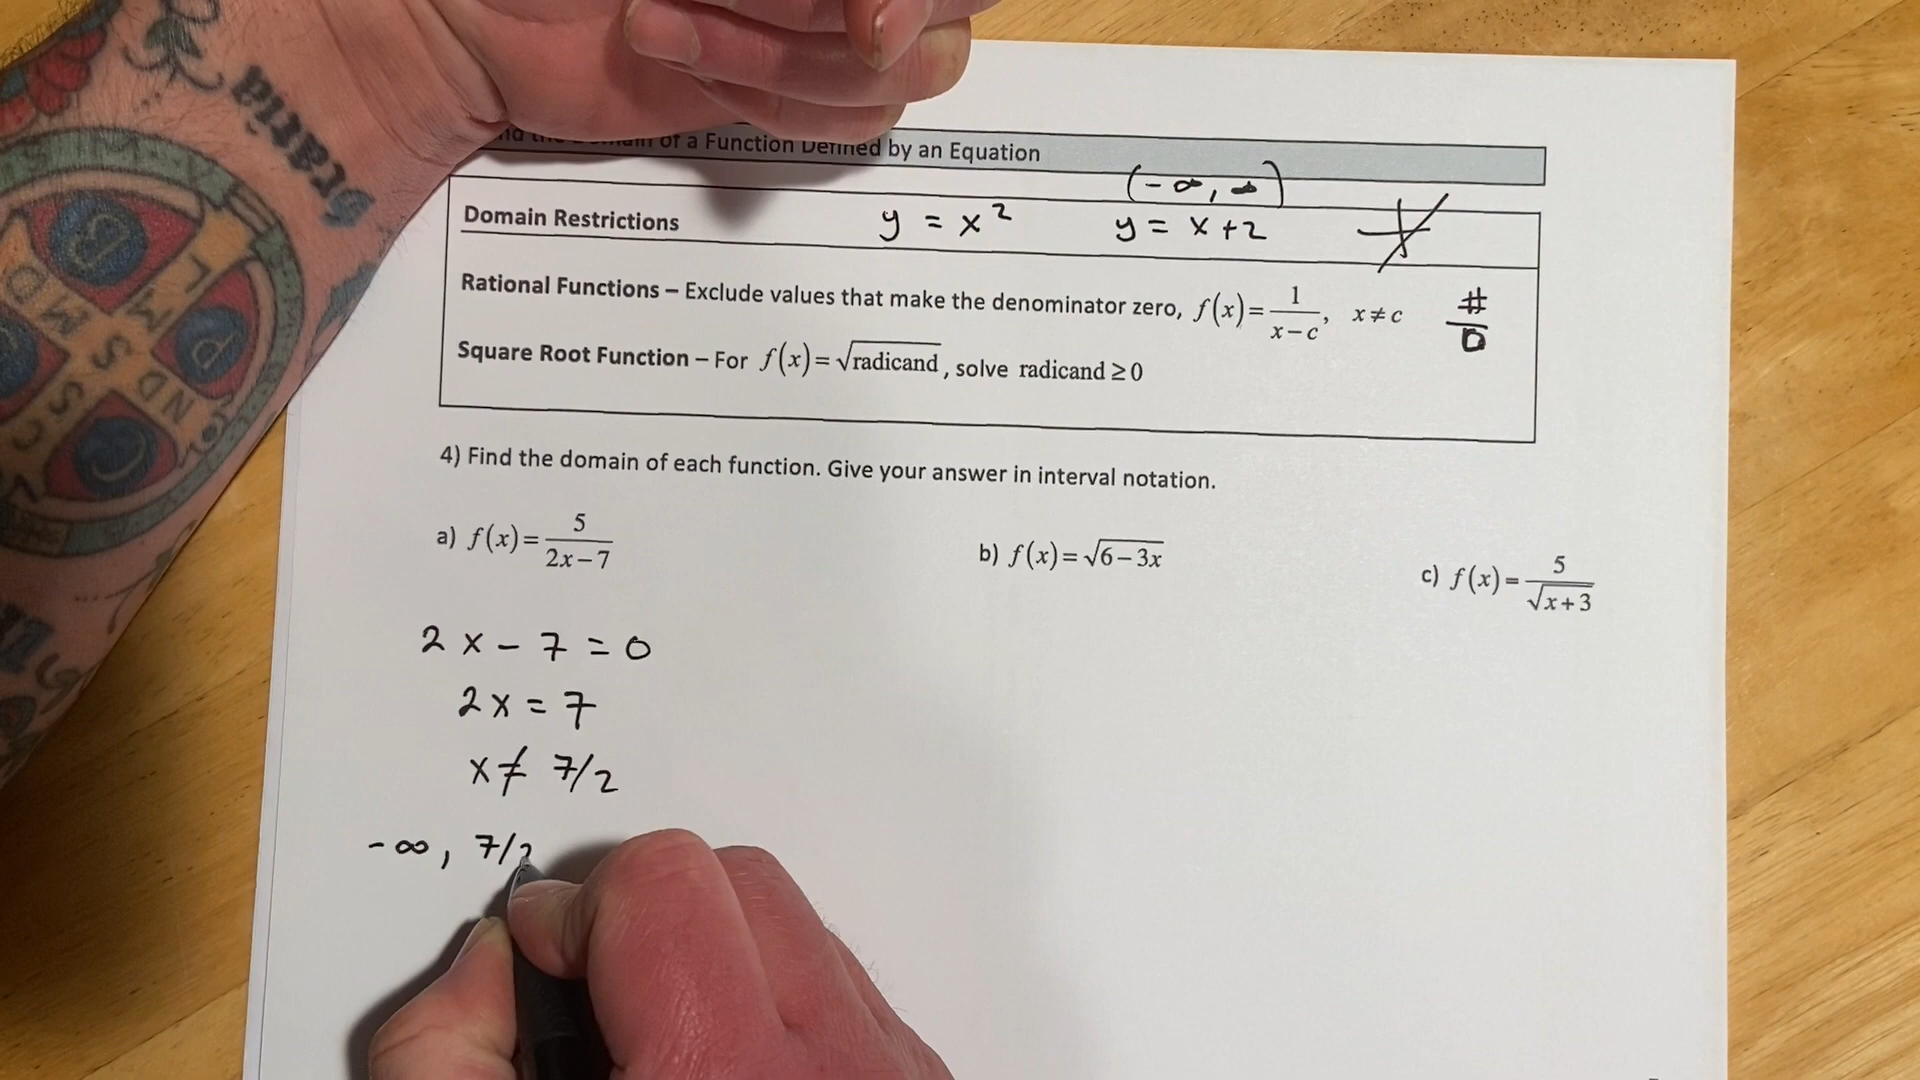 of a Function Defined by an Equation
(-∞, ∞)
Domain Restrictions y = x² y = x+2
Rational Functions – Exclude values that make the denominator zero, f(x)=1/(x−c), x≠c #/0
Square Root Function – For f(x)=√radicand, solve radicand ≥ 0
4) Find the domain of each function. Give your answer in interval notation.
a) f(x)=5/(2x−7)
b) f(x)=√(6−3x)
c) f(x)=5/√(x+3)
2x - 7 = 0
2x = 7
x ≠ 7/2
-∞, 7/2